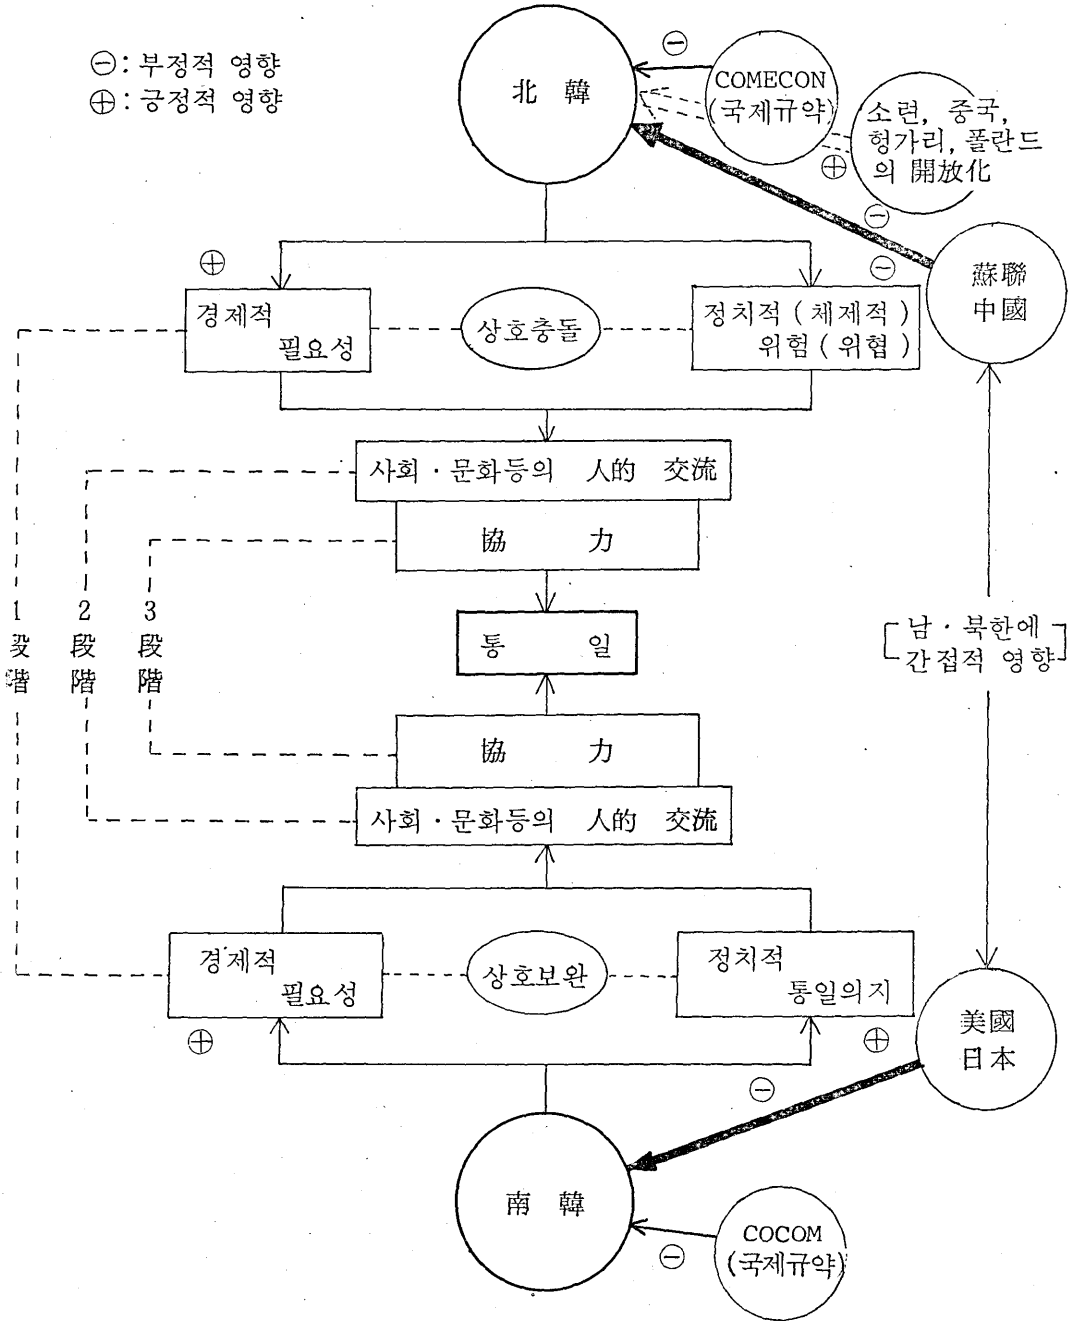 ⊖: 부정적 영향
⊕: 긍정적 영향
北 韓
⊖
COMECON
(국제규약)
소련, 중국,
헝가리, 폴란드
의 開放化
⊕
⊖
蘇聯
中國
⊕
⊖
경제적
필요성
상호충돌
정치적 (체제적)
위험 (위협)
사회·문화등의 人的 交流
協 力
1
段
階
2
段
階
3
段
階
통 일
[남·북한에
간접적 영향]
協 力
사회·문화등의 人的 交流
경제적
필요성
상호보완
정치적
통일의지
⊕
⊕
美國
日本
⊖
南 韓
⊖
COCOM
(국제규약)